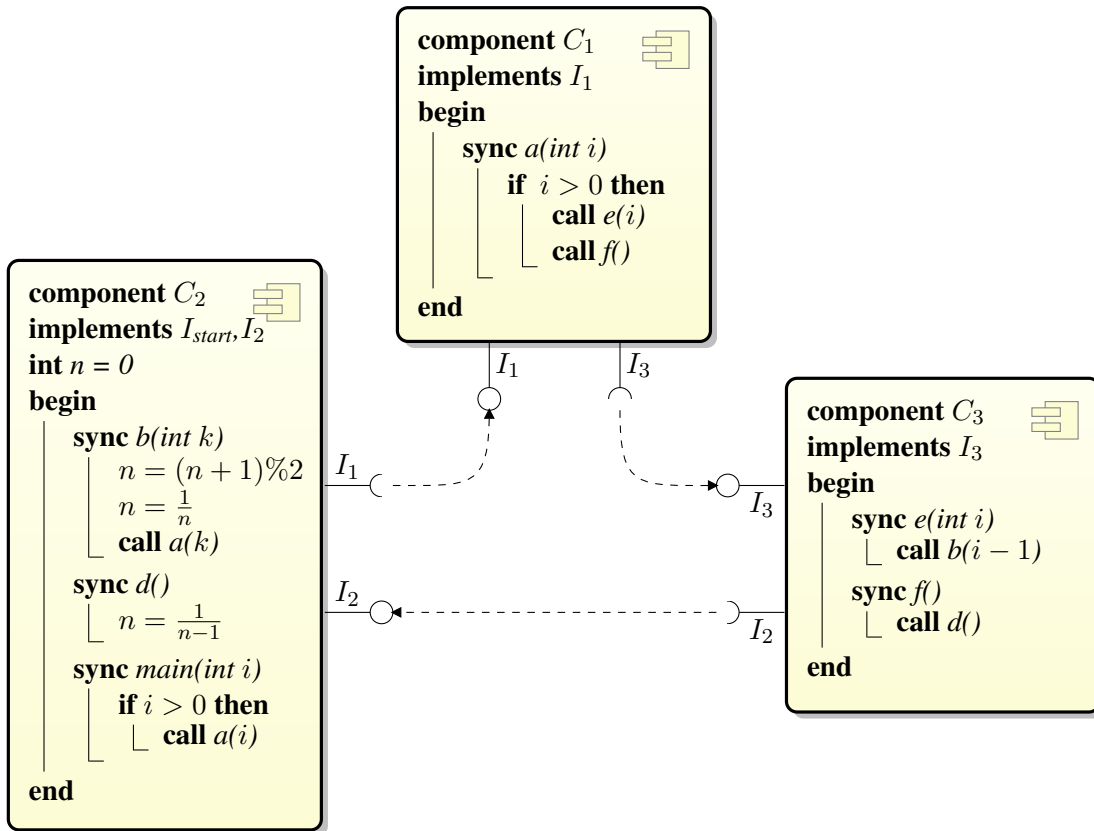 component C₁
implements I₁
begin
sync a(int i)
if i > 0 then
call e(i)
call f()
end
I₁
I₃
component C₂
implements I_start,I₂
int n = 0
begin
sync b(int k)
n = (n + 1)%2
n = 1/n
call a(k)
sync d()
n = 1/(n−1)
sync main(int i)
if i > 0 then
call a(i)
end
I₁
I₂
component C₃
implements I₃
begin
sync e(int i)
call b(i − 1)
sync f()
call d()
end
I₃
I₂